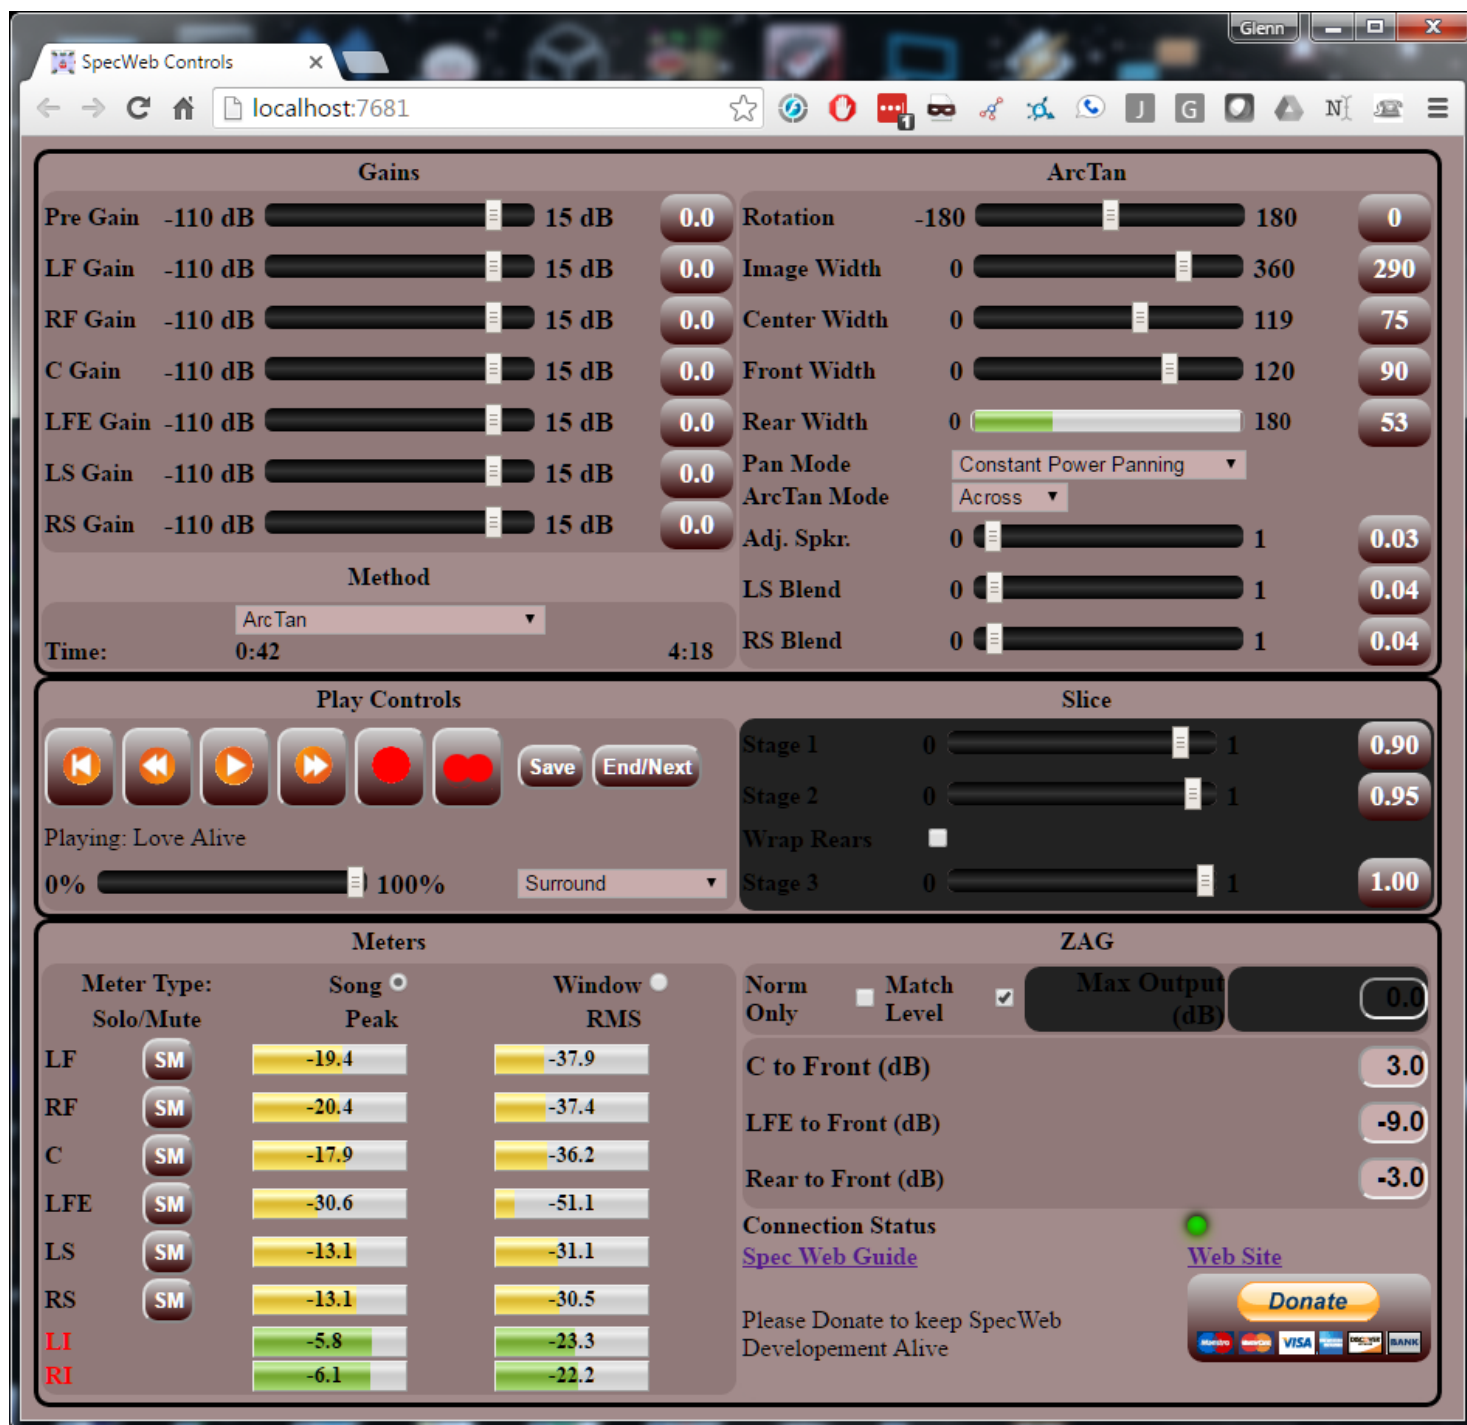 Glenn
SpecWeb Controls
localhost:7681
1
J G N
Gains
Pre Gain -110 dB 15 dB 0.0
LF Gain -110 dB 15 dB 0.0
RF Gain -110 dB 15 dB 0.0
C Gain -110 dB 15 dB 0.0
LFE Gain -110 dB 15 dB 0.0
LS Gain -110 dB 15 dB 0.0
RS Gain -110 dB 15 dB 0.0
Method
ArcTan
Time: 0:42 4:18
ArcTan
Rotation -180 180 0
Image Width 0 360 290
Center Width 0 119 75
Front Width 0 120 90
Rear Width 0 180 53
Pan Mode Constant Power Panning
ArcTan Mode Across
Adj. Spkr. 0 1 0.03
LS Blend 0 1 0.04
RS Blend 0 1 0.04
Play Controls
Save End/Next
Playing: Love Alive
0% 100% Surround
Slice
Stage 1 0 1 0.90
Stage 2 0 1 0.95
Wrap Rears
Stage 3 0 1 1.00
Meters
Meter Type: Song Window
Solo/Mute Peak RMS
LF SM -19.4 -37.9
RF SM -20.4 -37.4
C SM -17.9 -36.2
LFE SM -30.6 -51.1
LS SM -13.1 -31.1
RS SM -13.1 -30.5
LI -5.8 -23.3
RI -6.1 -22.2
ZAG
Norm Only
Match Level
Max Output (dB) 0.0
C to Front (dB) 3.0
LFE to Front (dB) -9.0
Rear to Front (dB) -3.0
Connection Status
Spec Web Guide Web Site
Please Donate to keep SpecWeb
Developement Alive
Donate
Maestro VISA DISCOVER BANK